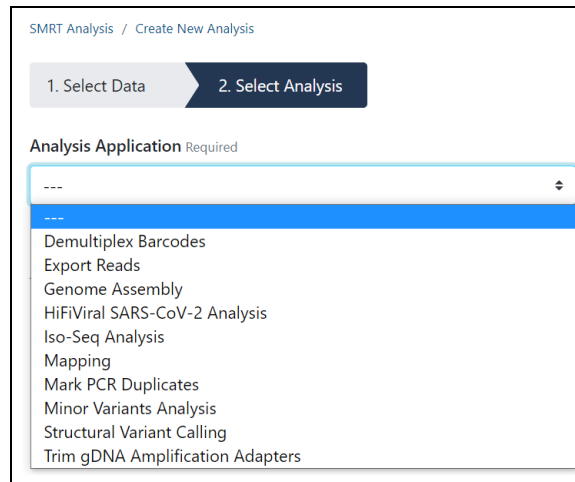 SMRT Analysis / Create New Analysis
1. Select Data 2. Select Analysis
Analysis Application Required
---
---
Demultiplex Barcodes
Export Reads
Genome Assembly
HiFiViral SARS-CoV-2 Analysis
Iso-Seq Analysis
Mapping
Mark PCR Duplicates
Minor Variants Analysis
Structural Variant Calling
Trim gDNA Amplification Adapters